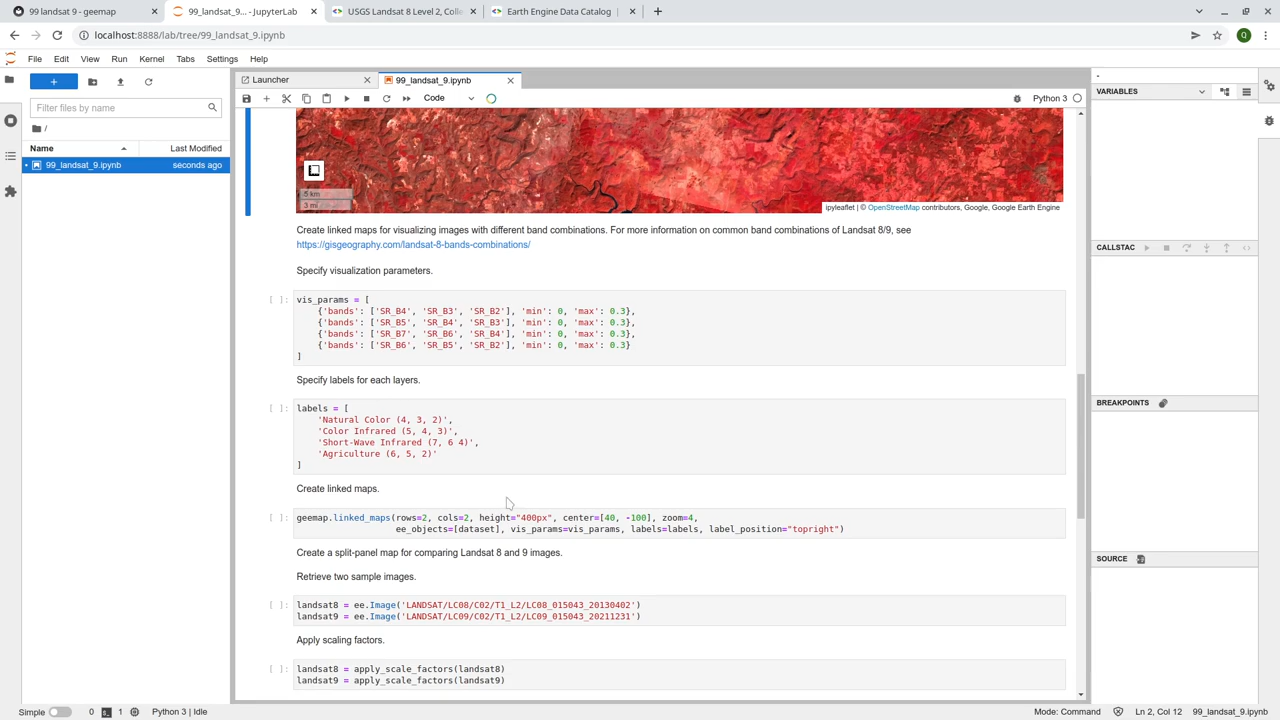 99 landsat 9 - geemap
99_landsat_9... - JupyterLab
USGS Landsat 8 Level 2, Coll
Earth Engine Data Catalog
localhost:8888/lab/tree/99_landsat_9.ipynb
Q
File Edit View Run Kernel Tabs Settings Help
Launcher
99_landsat_9.ipynb
Code
Python 3
Filter files by name
/
Name
Last Modified
99_landsat_9.ipynb
seconds ago
5 km
3 mi
ipyleaflet | © OpenStreetMap contributors, Google, Google Earth Engine
Create linked maps for visualizing images with different band combinations. For more information on common band combinations of Landsat 8/9, see
https://gisgeography.com/landsat-8-bands-combinations/
Specify visualization parameters.
[ ]: vis_params = [
{'bands': ['SR_B4', 'SR_B3', 'SR_B2'], 'min': 0, 'max': 0.3},
{'bands': ['SR_B5', 'SR_B4', 'SR_B3'], 'min': 0, 'max': 0.3},
{'bands': ['SR_B7', 'SR_B6', 'SR_B4'], 'min': 0, 'max': 0.3},
{'bands': ['SR_B6', 'SR_B5', 'SR_B2'], 'min': 0, 'max': 0.3}
]
Specify labels for each layers.
[ ]: labels = [
'Natural Color (4, 3, 2)',
'Color Infrared (5, 4, 3)',
'Short-Wave Infrared (7, 6 4)',
'Agriculture (6, 5, 2)'
]
Create linked maps.
[ ]: geemap.linked_maps(rows=2, cols=2, height="400px", center=[40, -100], zoom=4,
ee_objects=[dataset], vis_params=vis_params, labels=labels, label_position="topright")
Create a split-panel map for comparing Landsat 8 and 9 images.
Retrieve two sample images.
[ ]: landsat8 = ee.Image('LANDSAT/LC08/C02/T1_L2/LC08_015043_20130402')
landsat9 = ee.Image('LANDSAT/LC09/C02/T1_L2/LC09_015043_20211231')
Apply scaling factors.
[ ]: landsat8 = apply_scale_factors(landsat8)
landsat9 = apply_scale_factors(landsat9)
-
VARIABLES
CALLSTAC
BREAKPOINTS
SOURCE
Simple
0
1
Python 3 | Idle
Mode: Command
Ln 2, Col 12
99_landsat_9.ipynb